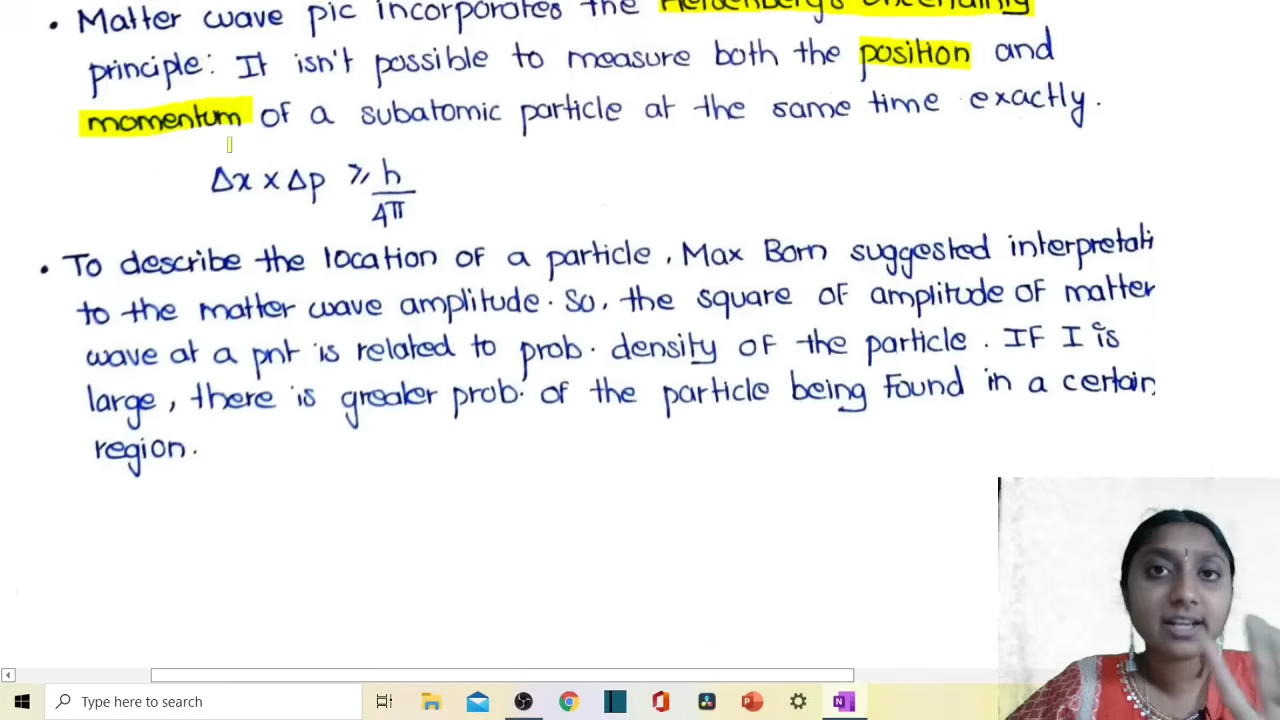 • Matter wave pic incorporates the Heisenberg's Uncertainty
principle: It isn't possible to measure both the position and
momentum of a subatomic particle at the same time exactly.
Δx × Δp ≥ h/4π
• To describe the location of a particle, Max Born suggested interpretati
to the matter wave amplitude. So, the square of amplitude of matter
wave at a pnt is related to prob. density of the particle. If I is
large, there is greater prob. of the particle being found in a certain
region.
Type here to search